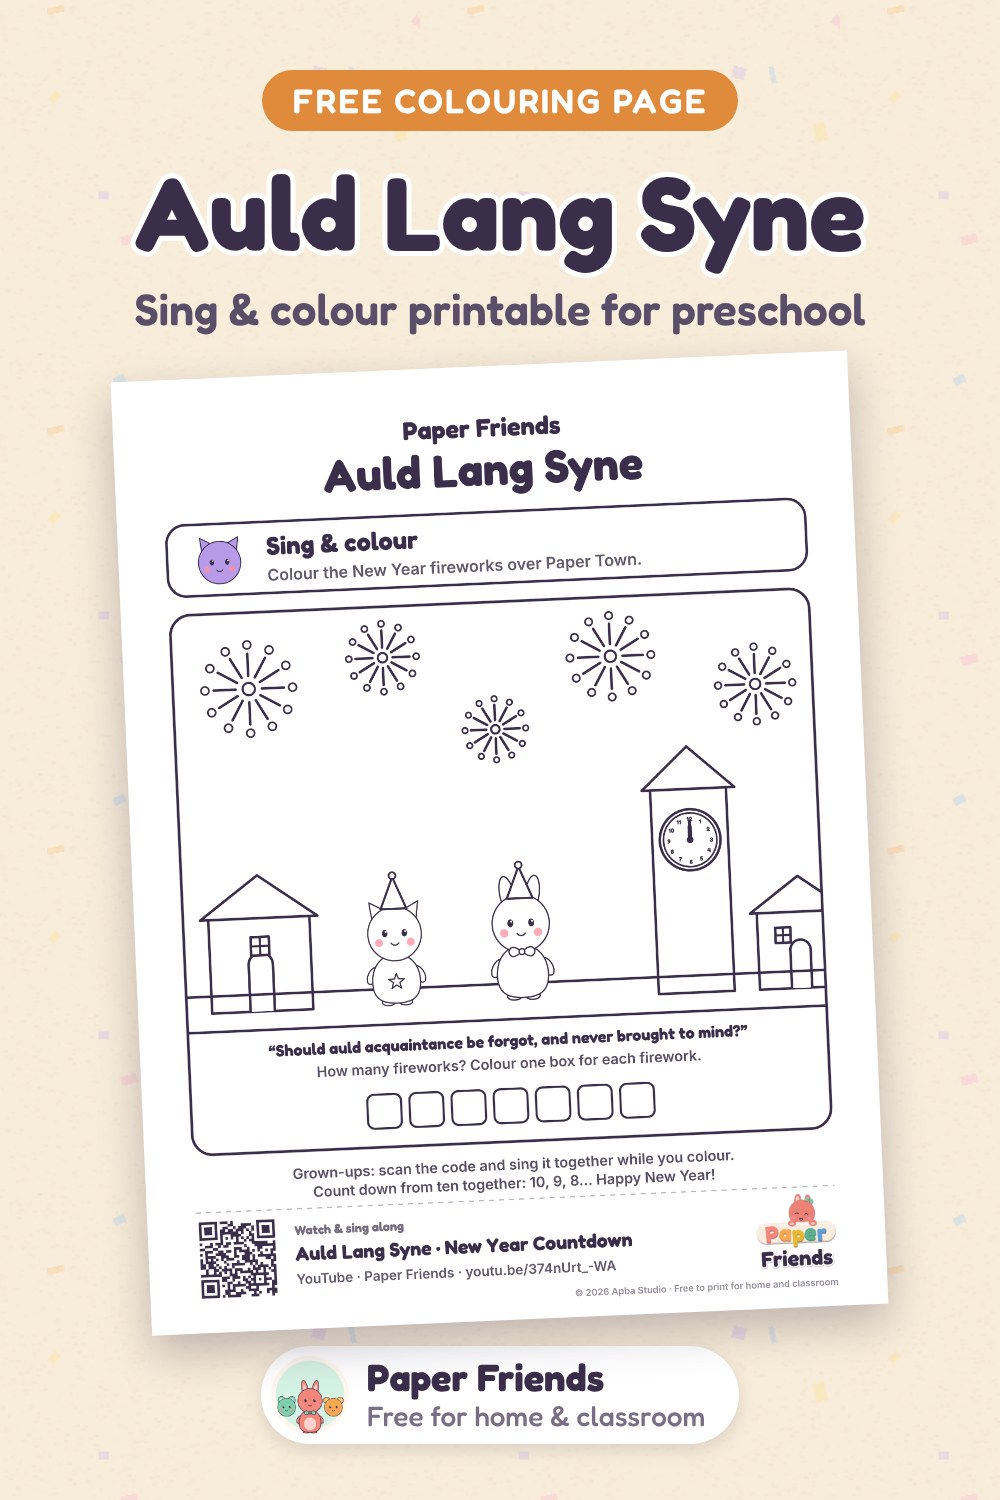 FREE COLOURING PAGE
Auld Lang Syne
Sing & colour printable for preschool
Paper Friends
Auld Lang Syne
Sing & colour
Colour the New Year fireworks over Paper Town.
“Should auld acquaintance be forgot, and never brought to mind?”
How many fireworks? Colour one box for each firework.
Grown-ups: scan the code and sing it together while you colour.
Count down from ten together: 10, 9, 8... Happy New Year!
Watch & sing along
Auld Lang Syne · New Year Countdown
YouTube · Paper Friends · youtu.be/374nUrt_-WA
Paper
Friends
© 2026 Apba Studio · Free to print for home and classroom
Paper Friends
Free for home & classroom